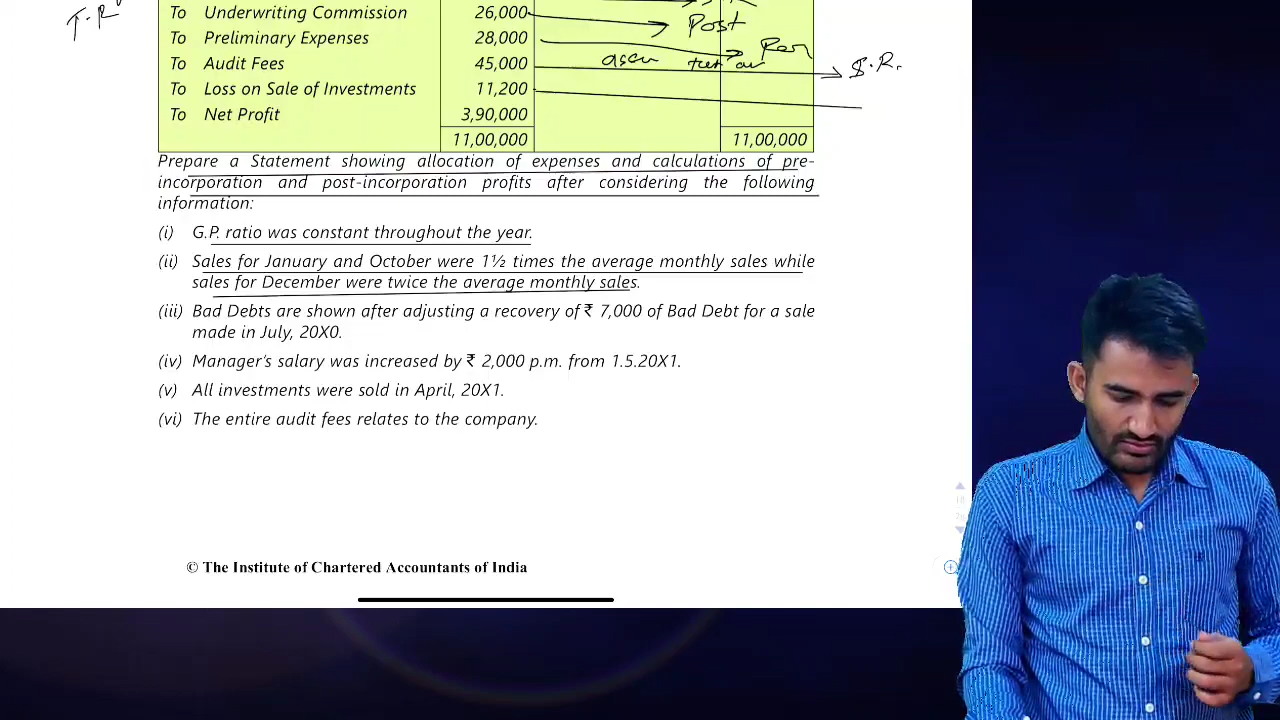 T.R
To Underwriting Commission 26,000 Post
To Preliminary Expenses 28,000
To Audit Fees 45,000 S.R.
To Loss on Sale of Investments 11,200
To Net Profit 3,90,000
11,00,000 11,00,000
Prepare a Statement showing allocation of expenses and calculations of pre-
incorporation and post-incorporation profits after considering the following
information:
(i) G.P. ratio was constant throughout the year.
(ii) Sales for January and October were 1½ times the average monthly sales while
sales for December were twice the average monthly sales.
(iii) Bad Debts are shown after adjusting a recovery of ₹ 7,000 of Bad Debt for a sale
made in July, 20X0.
(iv) Manager's salary was increased by ₹ 2,000 p.m. from 1.5.20X1.
(v) All investments were sold in April, 20X1.
(vi) The entire audit fees relates to the company.
© The Institute of Chartered Accountants of India